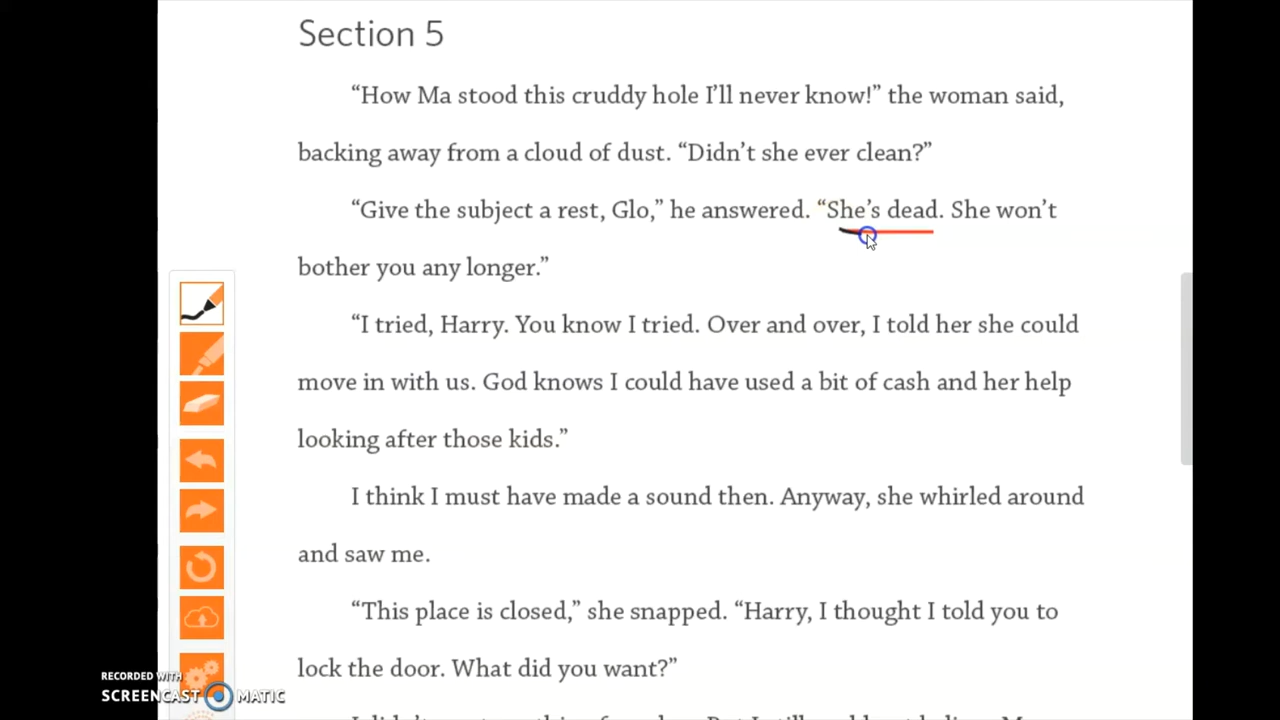 Section 5
“How Ma stood this cruddy hole I’ll never know!” the woman said,
backing away from a cloud of dust. “Didn’t she ever clean?”
“Give the subject a rest, Glo,” he answered. “She’s dead. She won’t
bother you any longer.”
“I tried, Harry. You know I tried. Over and over, I told her she could
move in with us. God knows I could have used a bit of cash and her help
looking after those kids.”
I think I must have made a sound then. Anyway, she whirled around
and saw me.
“This place is closed,” she snapped. “Harry, I thought I told you to
lock the door. What did you want?”
RECORDED WITH
SCREENCAST MATIC